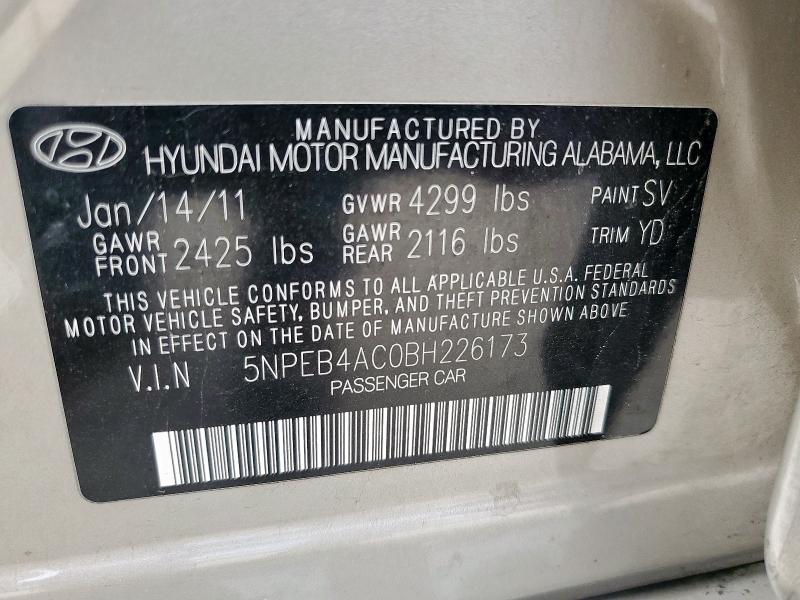 MANUFACTURED BY
HYUNDAI MOTOR MANUFACTURING ALABAMA, LLC
Jan/14/11 GVWR 4299 lbs PAINT SV
GAWR FRONT 2425 lbs GAWR REAR 2116 lbs TRIM YD
THIS VEHICLE CONFORMS TO ALL APPLICABLE U.S.A. FEDERAL
MOTOR VEHICLE SAFETY, BUMPER, AND THEFT PREVENTION STANDARDS
IN EFFECT ON THE DATE OF MANUFACTURE SHOWN ABOVE
V.I.N 5NPEB4AC0BH226173
PASSENGER CAR